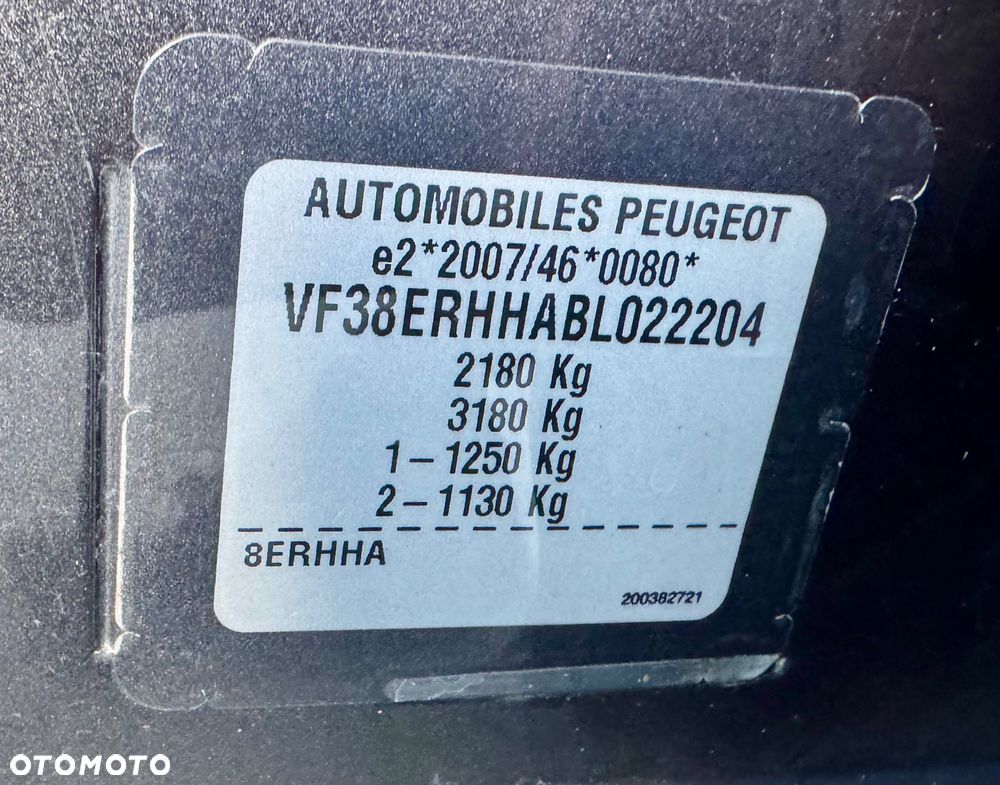 AUTOMOBILES PEUGEOT
e2*2007/46*0080*
VF38ERHHABL022204
2180 Kg
3180 Kg
1 – 1250 Kg
2 – 1130 Kg
8ERHHA
200382721
OTOMOTO